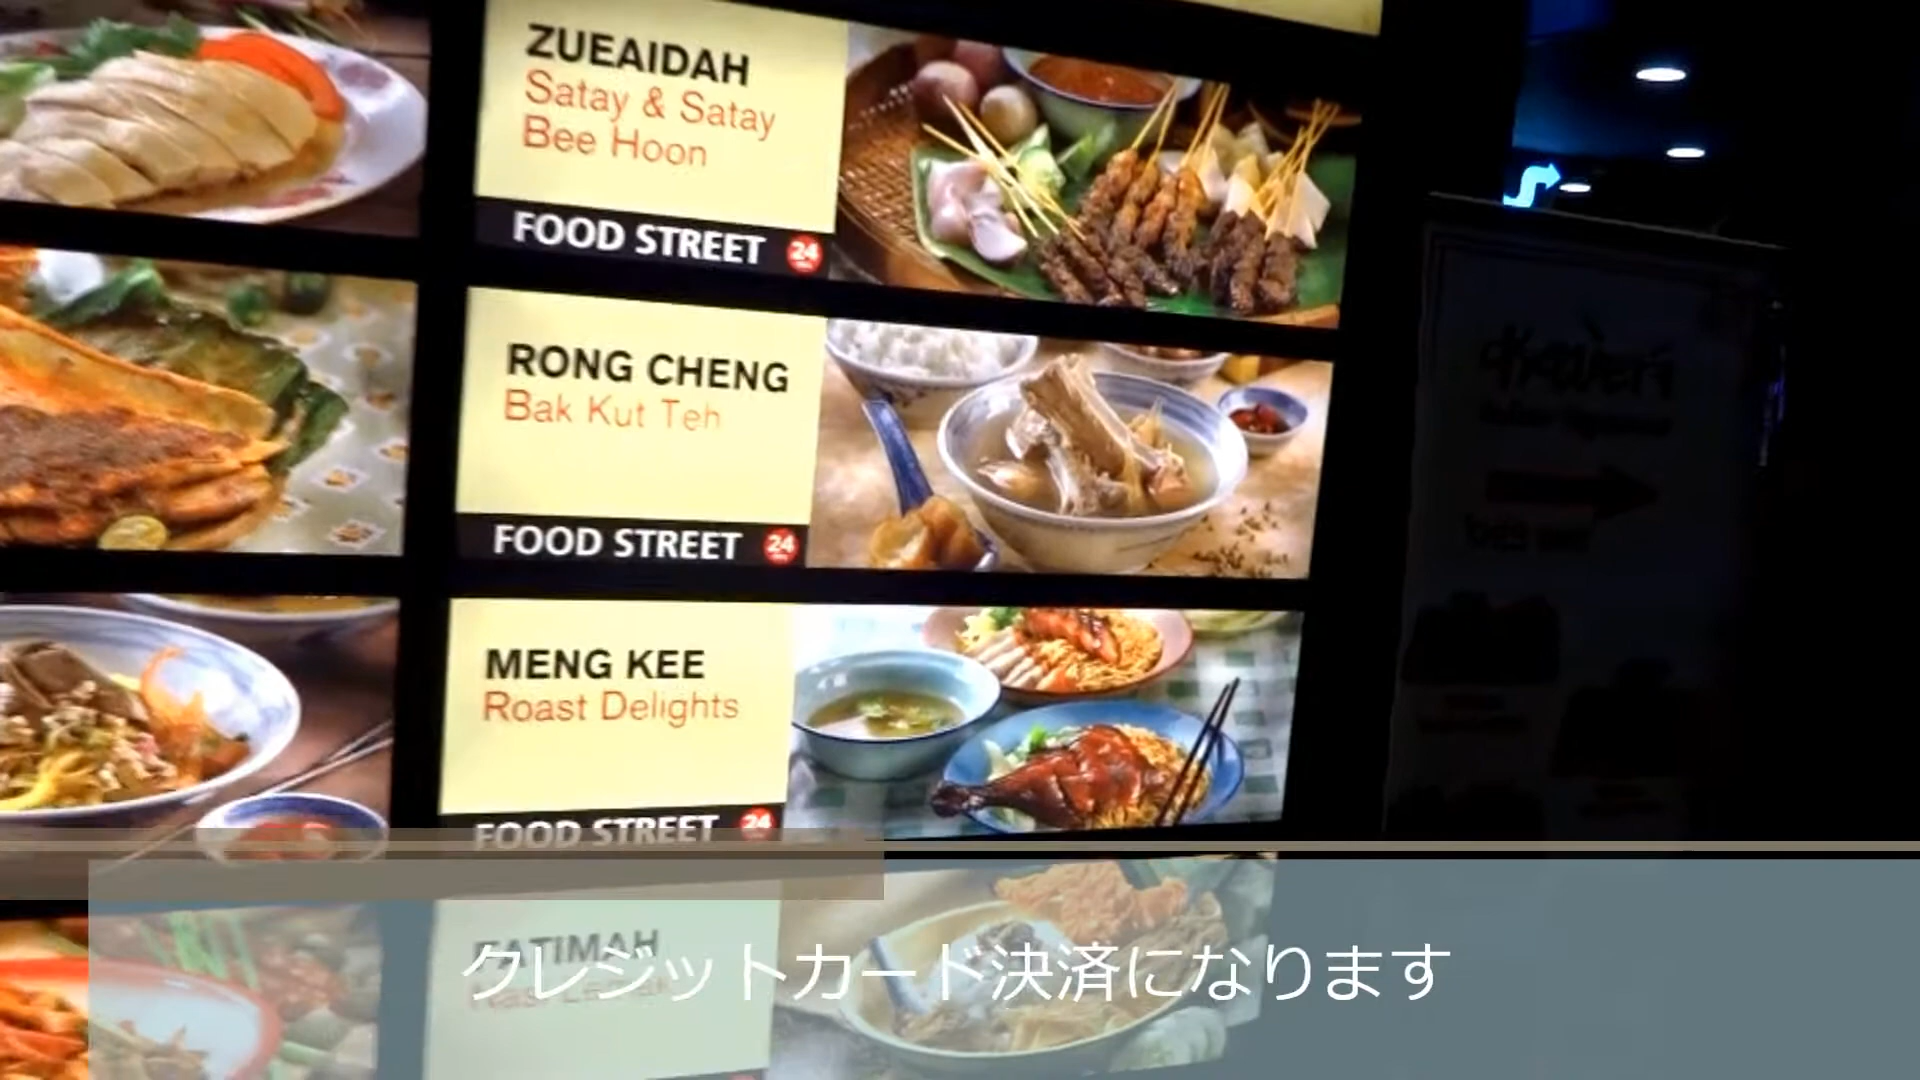 ZUEAIDAH
Satay & Satay
Bee Hoon
FOOD STREET 24
RONG CHENG
Bak Kut Teh
FOOD STREET 24
MENG KEE
Roast Delights
FOOD STREET 24
FATIMAH
クレジットカード決済になります